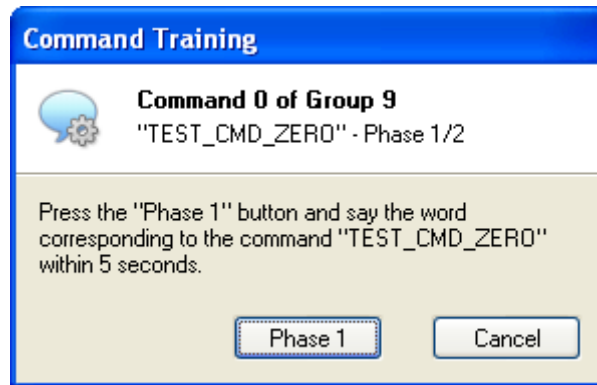 Command Training
Command 0 of Group 9
"TEST_CMD_ZERO" - Phase 1/2
Press the "Phase 1" button and say the word
corresponding to the command "TEST_CMD_ZERO"
within 5 seconds.
Phase 1
Cancel